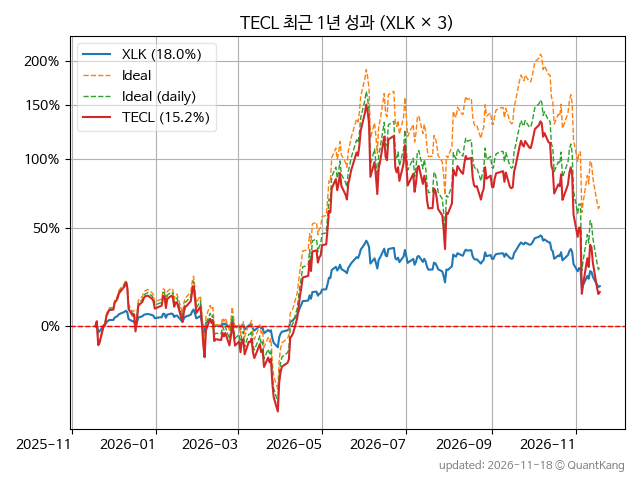 TECL 최근 1년 성과 (XLK × 3)
XLK (18.0%)
Ideal
Ideal (daily)
TECL (15.2%)
200%
150%
100%
50%
0%
2025-11 2026-01 2026-03 2026-05 2026-07 2026-09 2026-11
updated: 2026-11-18 © QuantKang